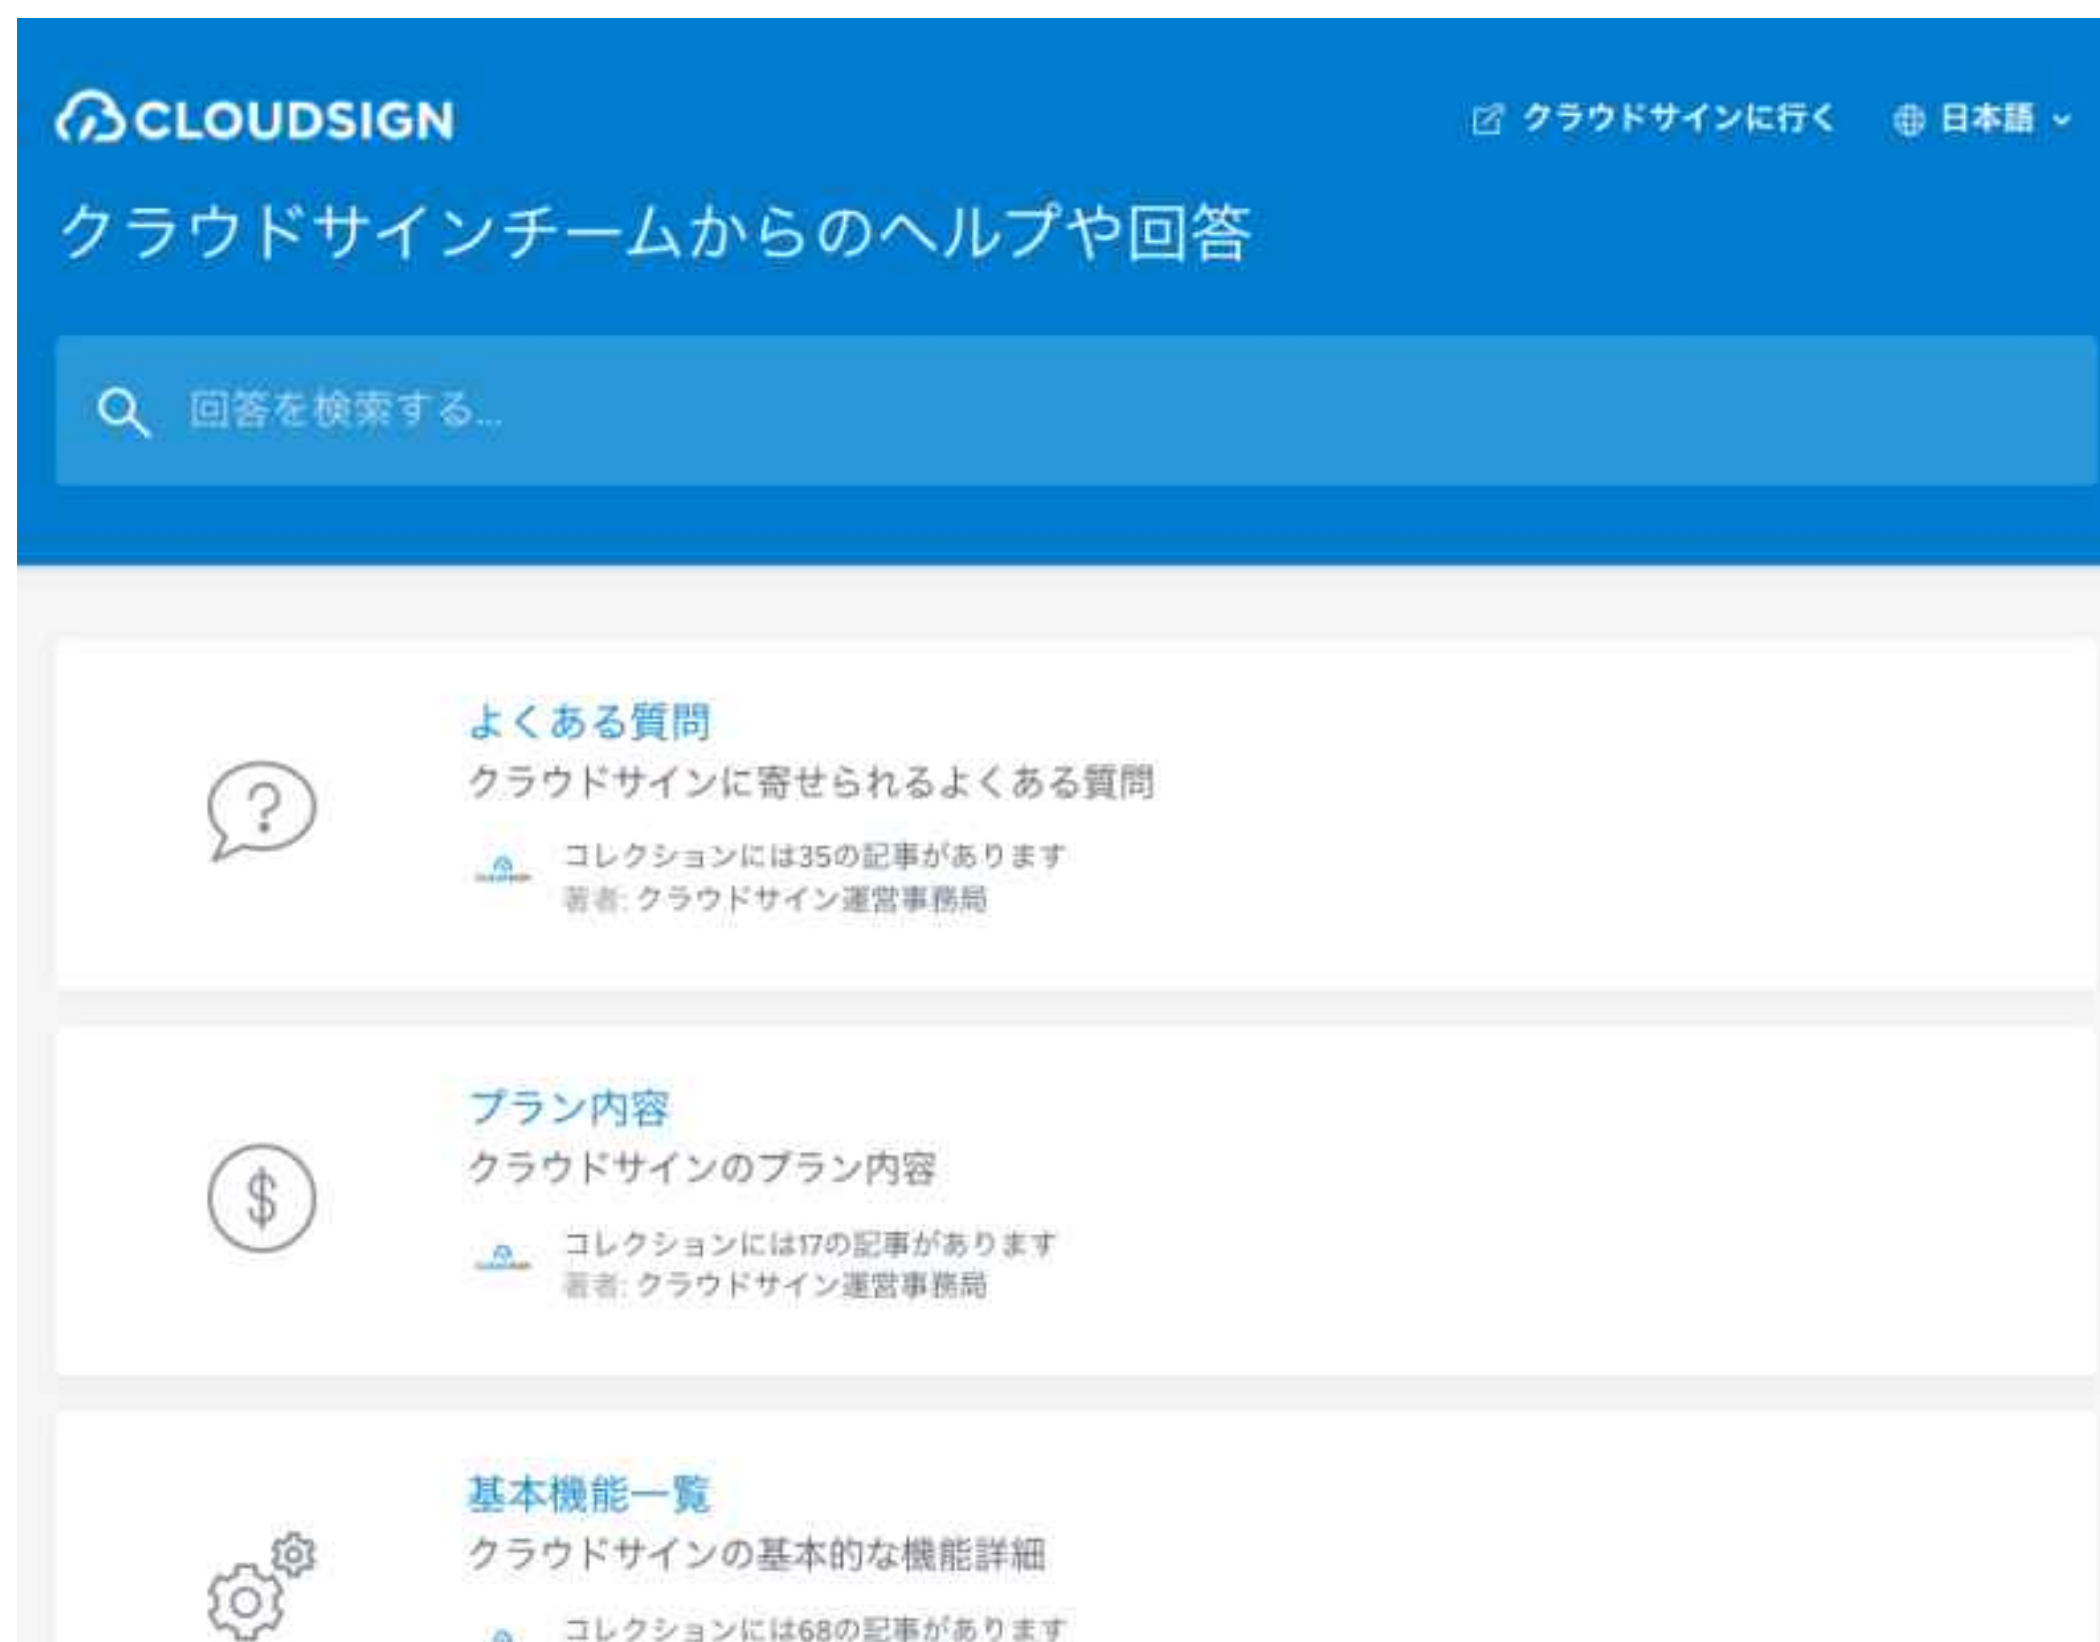 CLOUDSIGN
クラウドサインに行く
日本語
クラウドサインチームからのヘルプや回答
回答を検索する...
よくある質問
クラウドサインに寄せられるよくある質問
コレクションには35の記事があります
著者: クラウドサイン運営事務局
プラン内容
クラウドサインのプラン内容
コレクションには17の記事があります
著者: クラウドサイン運営事務局
基本機能一覧
クラウドサインの基本的な機能詳細
コレクションには68の記事があります